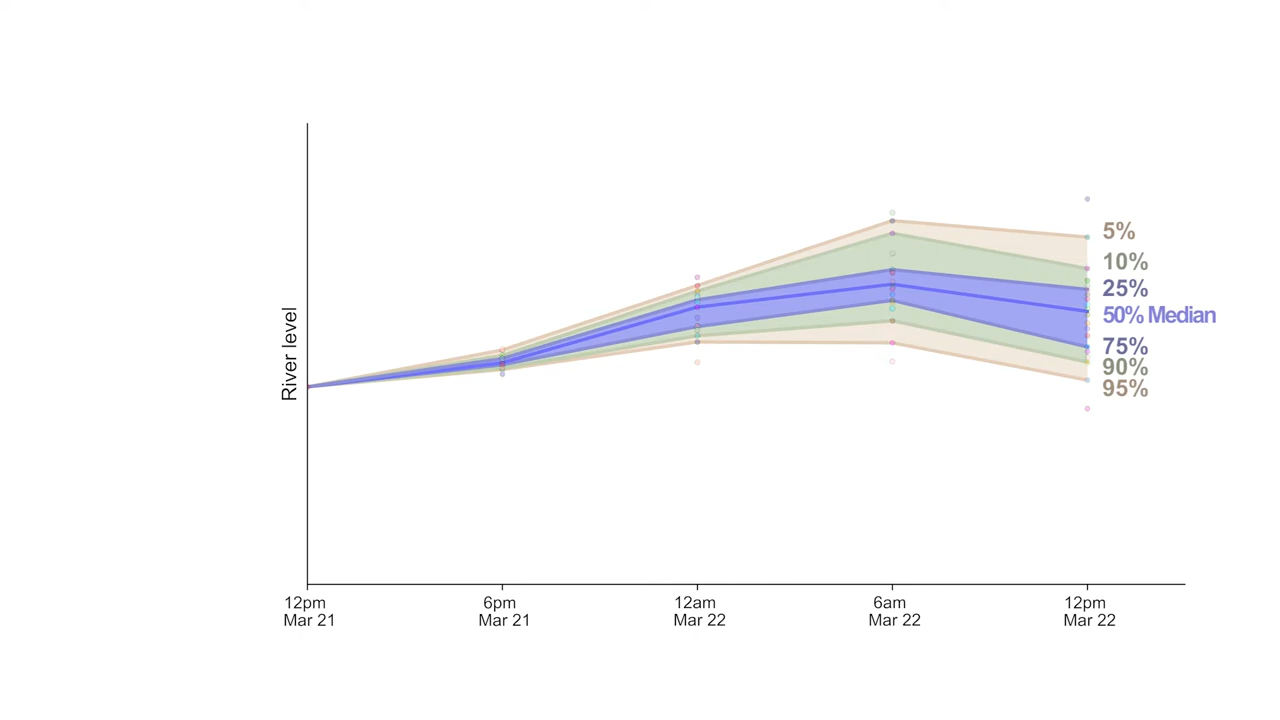 5%
10%
25%
50% Median
75%
90%
95%
River level
12pm
Mar 21
6pm
Mar 21
12am
Mar 22
6am
Mar 22
12pm
Mar 22